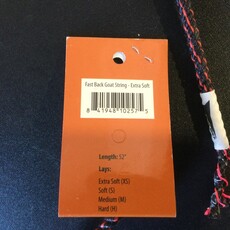 Fast Back Goat String - Extra Soft
8 41948 10257 5
Length: 52"
Lays:
Extra Soft (XS)
Soft (S)
Medium (M)
Hard (H)